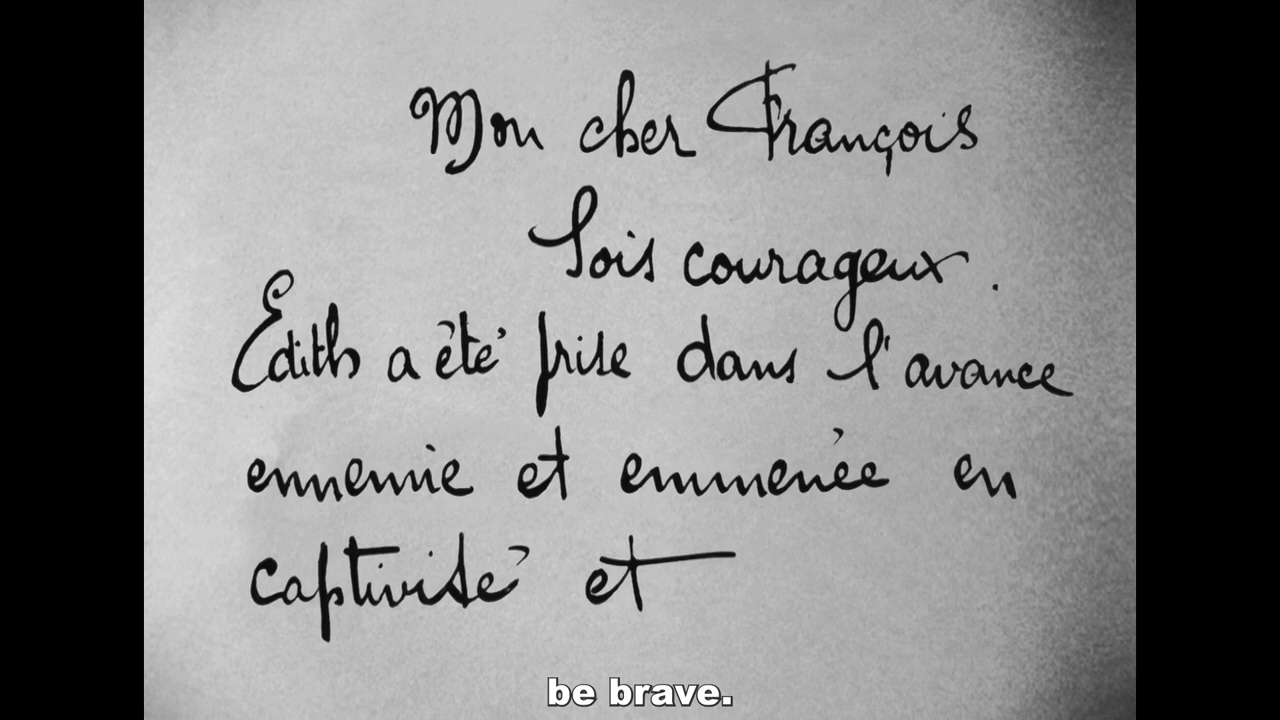 Mon cher François
Sois courageux.
Edith a été prise dans l'avance
ennemie et emmenée en
captivité et
be brave.